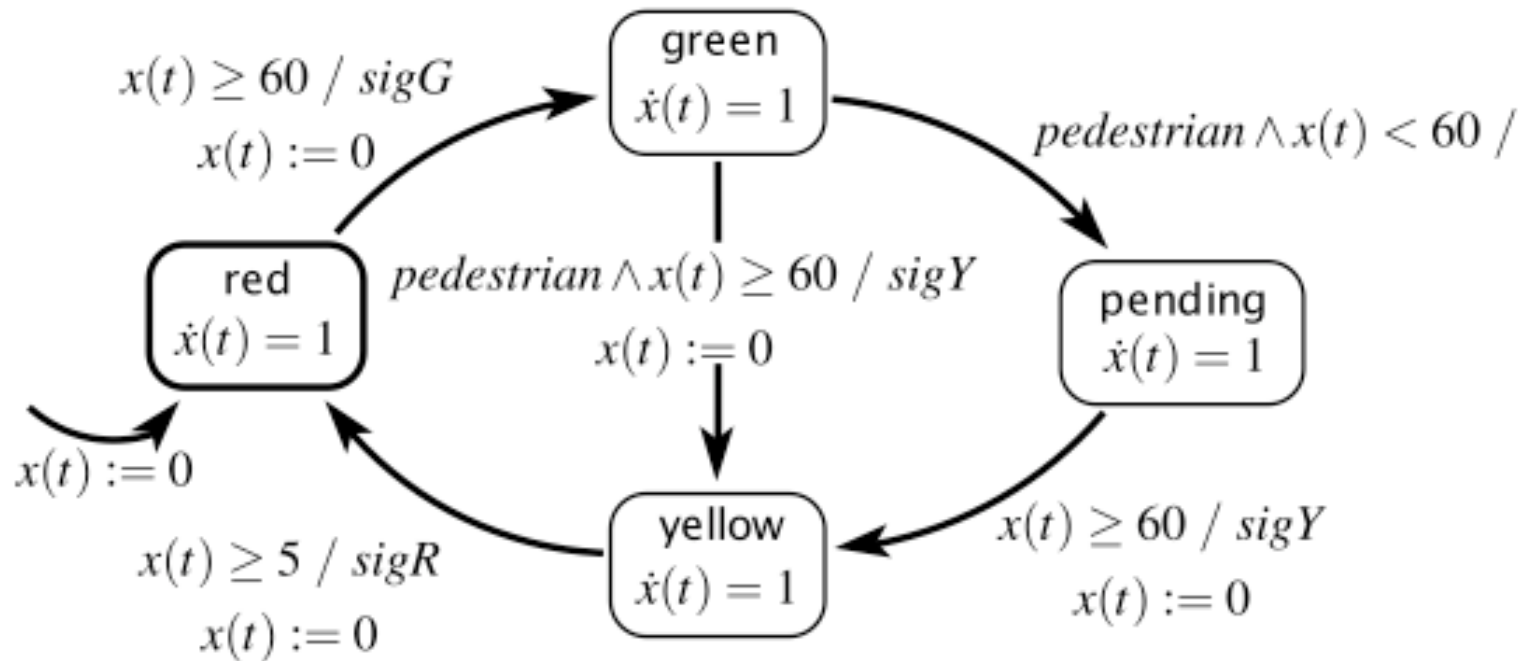 green
ẋ(t) = 1
x(t) ≥ 60 / sigG
x(t) := 0
pedestrian ∧ x(t) < 60 /
red
ẋ(t) = 1
pedestrian ∧ x(t) ≥ 60 / sigY
x(t) := 0
pending
ẋ(t) = 1
x(t) := 0
yellow
ẋ(t) = 1
x(t) ≥ 60 / sigY
x(t) := 0
x(t) ≥ 5 / sigR
x(t) := 0